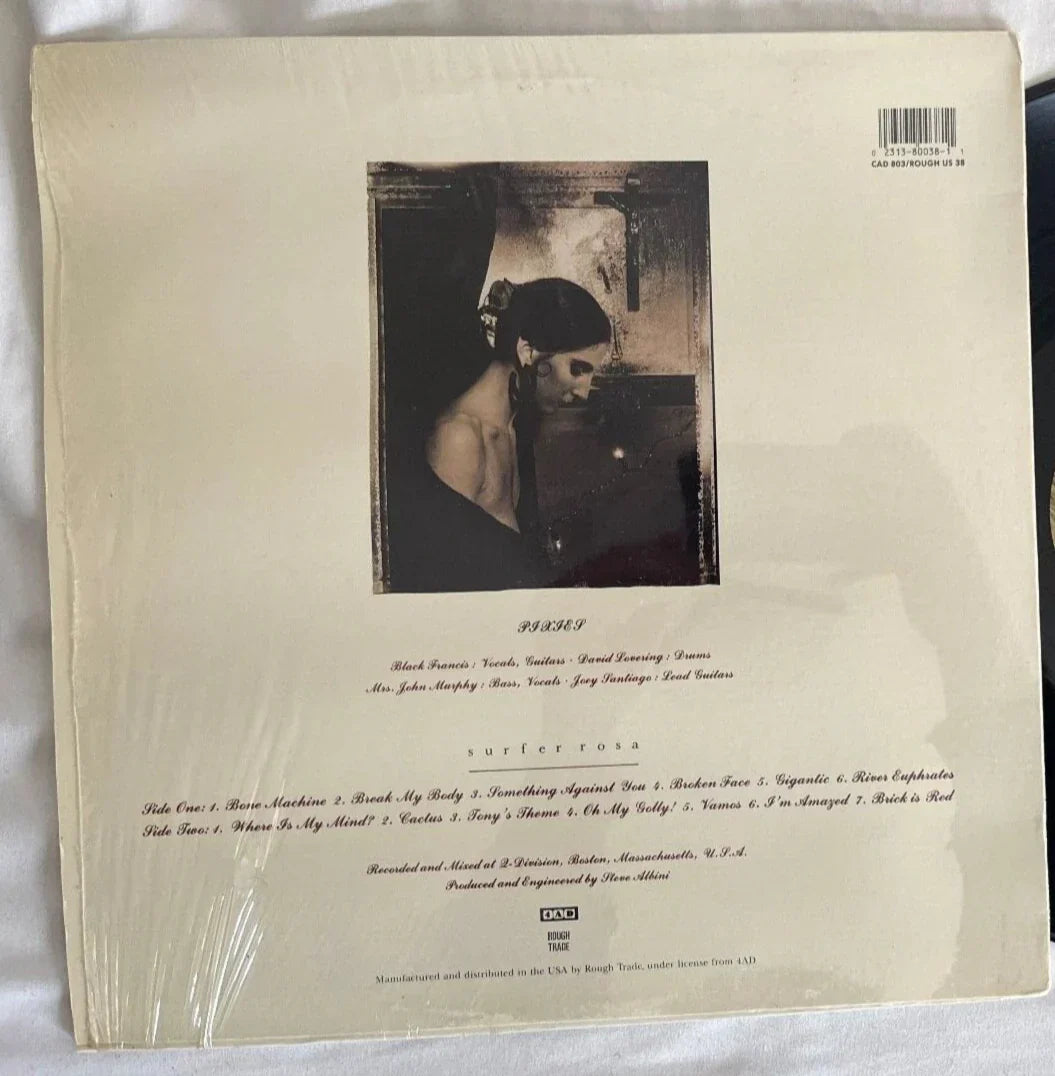 0 2313-80038-1 1
CAD 803/ROUGH US 38
PIXIES
Black Francis : Vocals, Guitars · David Lovering : Drums
Mrs. John Murphy : Bass, Vocals · Joey Santiago : Lead Guitars
surfer rosa
Side One: 1. Bone Machine 2. Break My Body 3. Something Against You 4. Broken Face 5. Gigantic 6. River Euphrates
Side Two: 1. Where Is My Mind? 2. Cactus 3. Tony's Theme 4. Oh My Golly! 5. Vamos 6. I'm Amazed 7. Brick is Red
Recorded and Mixed at Q-Division, Boston, Massachusetts, U.S.A.
Produced and Engineered by Steve Albini
4AD
ROUGH
TRADE
Manufactured and distributed in the USA by Rough Trade, under license from 4AD